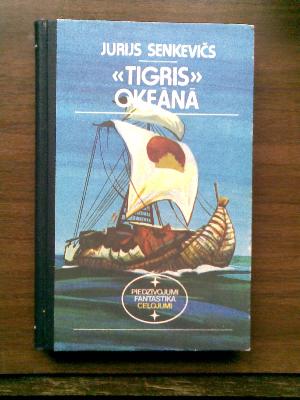 JURIJS SENKEVIČS
«TIGRIS»
OKEĀNĀ
PIEDZĪVOJUMI
FANTASTIKA
CEĻOJUMI